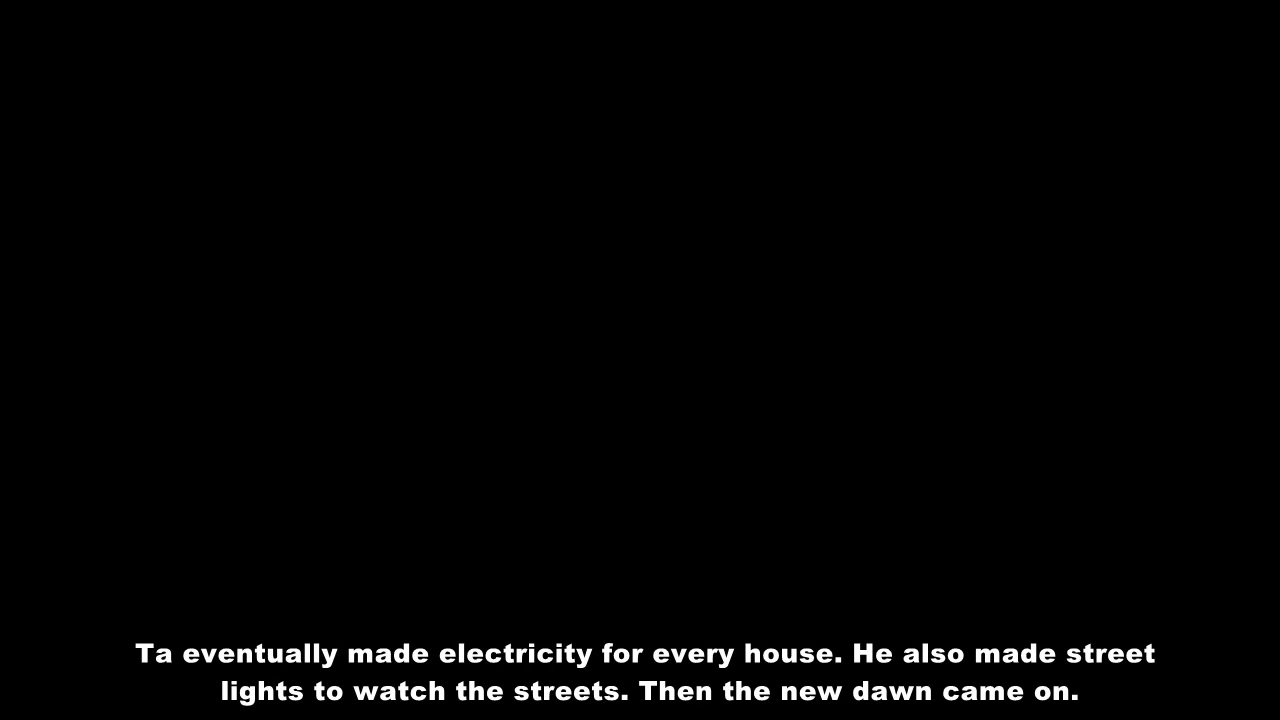 Ta eventually made electricity for every house. He also made street
lights to watch the streets. Then the new dawn came on.